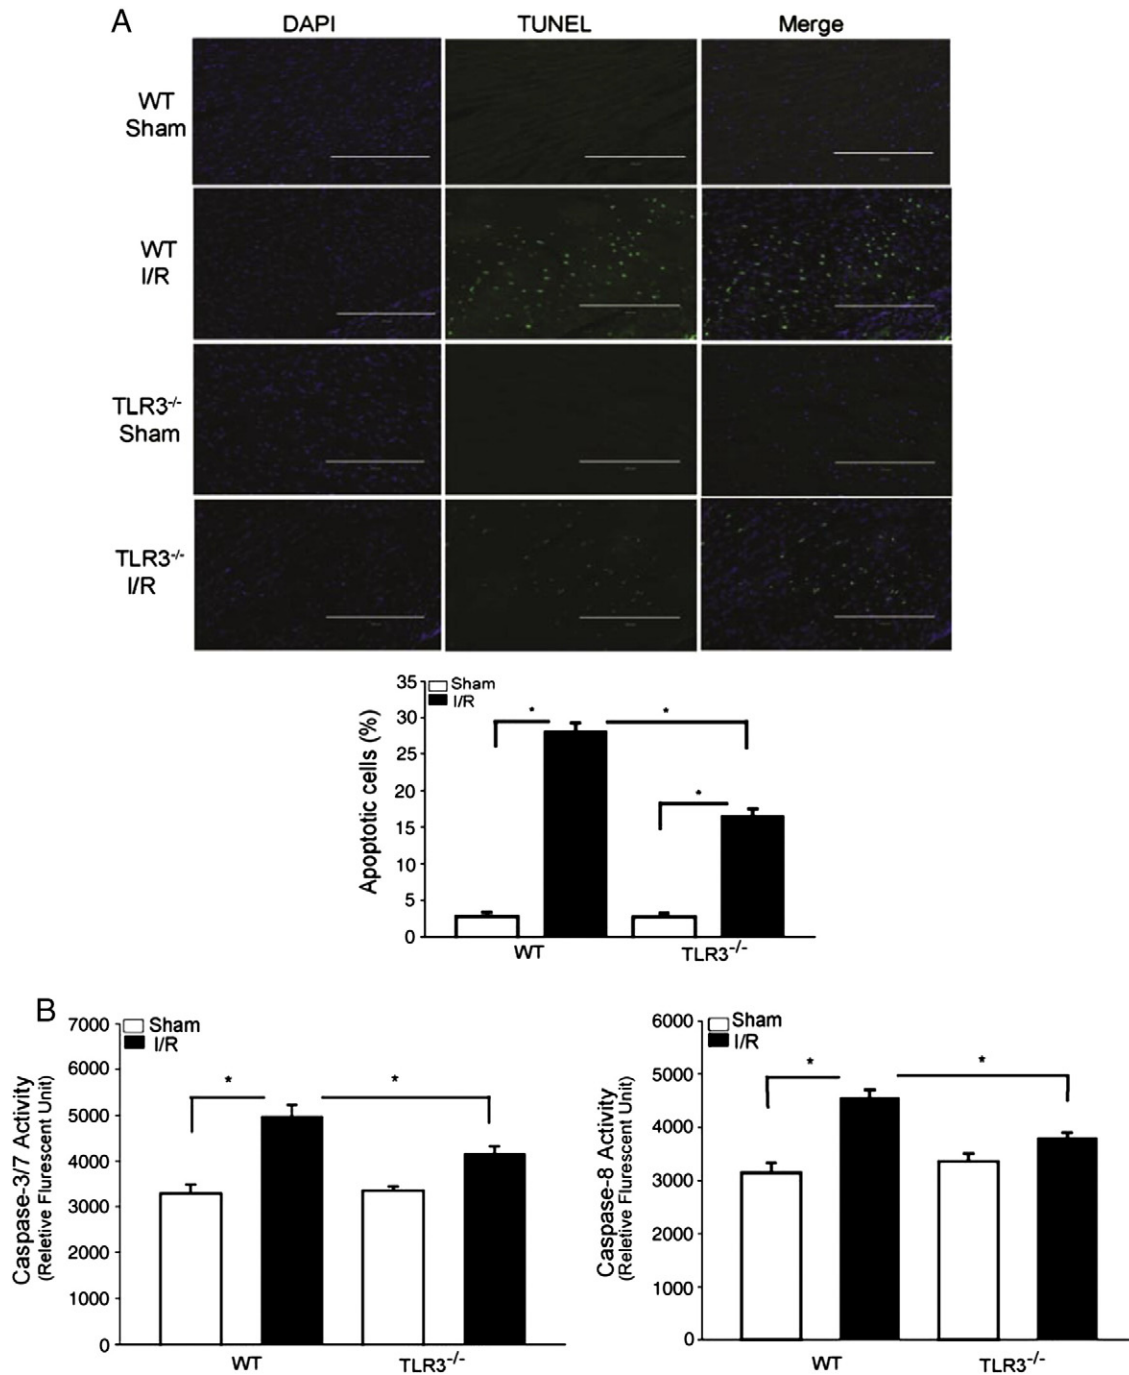 A
DAPI TUNEL Merge
WT
Sham
WT
I/R
TLR3-/-
Sham
TLR3-/-
I/R
Apoptotic cells (%)
35
30
25
20
15
10
5
0
Sham
I/R
*
*
*
WT
TLR3-/-
B
Caspase-3/7 Activity
(Reletive Flurescent Unit)
7000
6000
5000
4000
3000
2000
1000
0
Sham
I/R
*
*
WT
TLR3-/-
Caspase-8 Activity
(Reletive Flurescent Unit)
6000
5000
4000
3000
2000
1000
0
Sham
I/R
*
*
WT
TLR3-/-